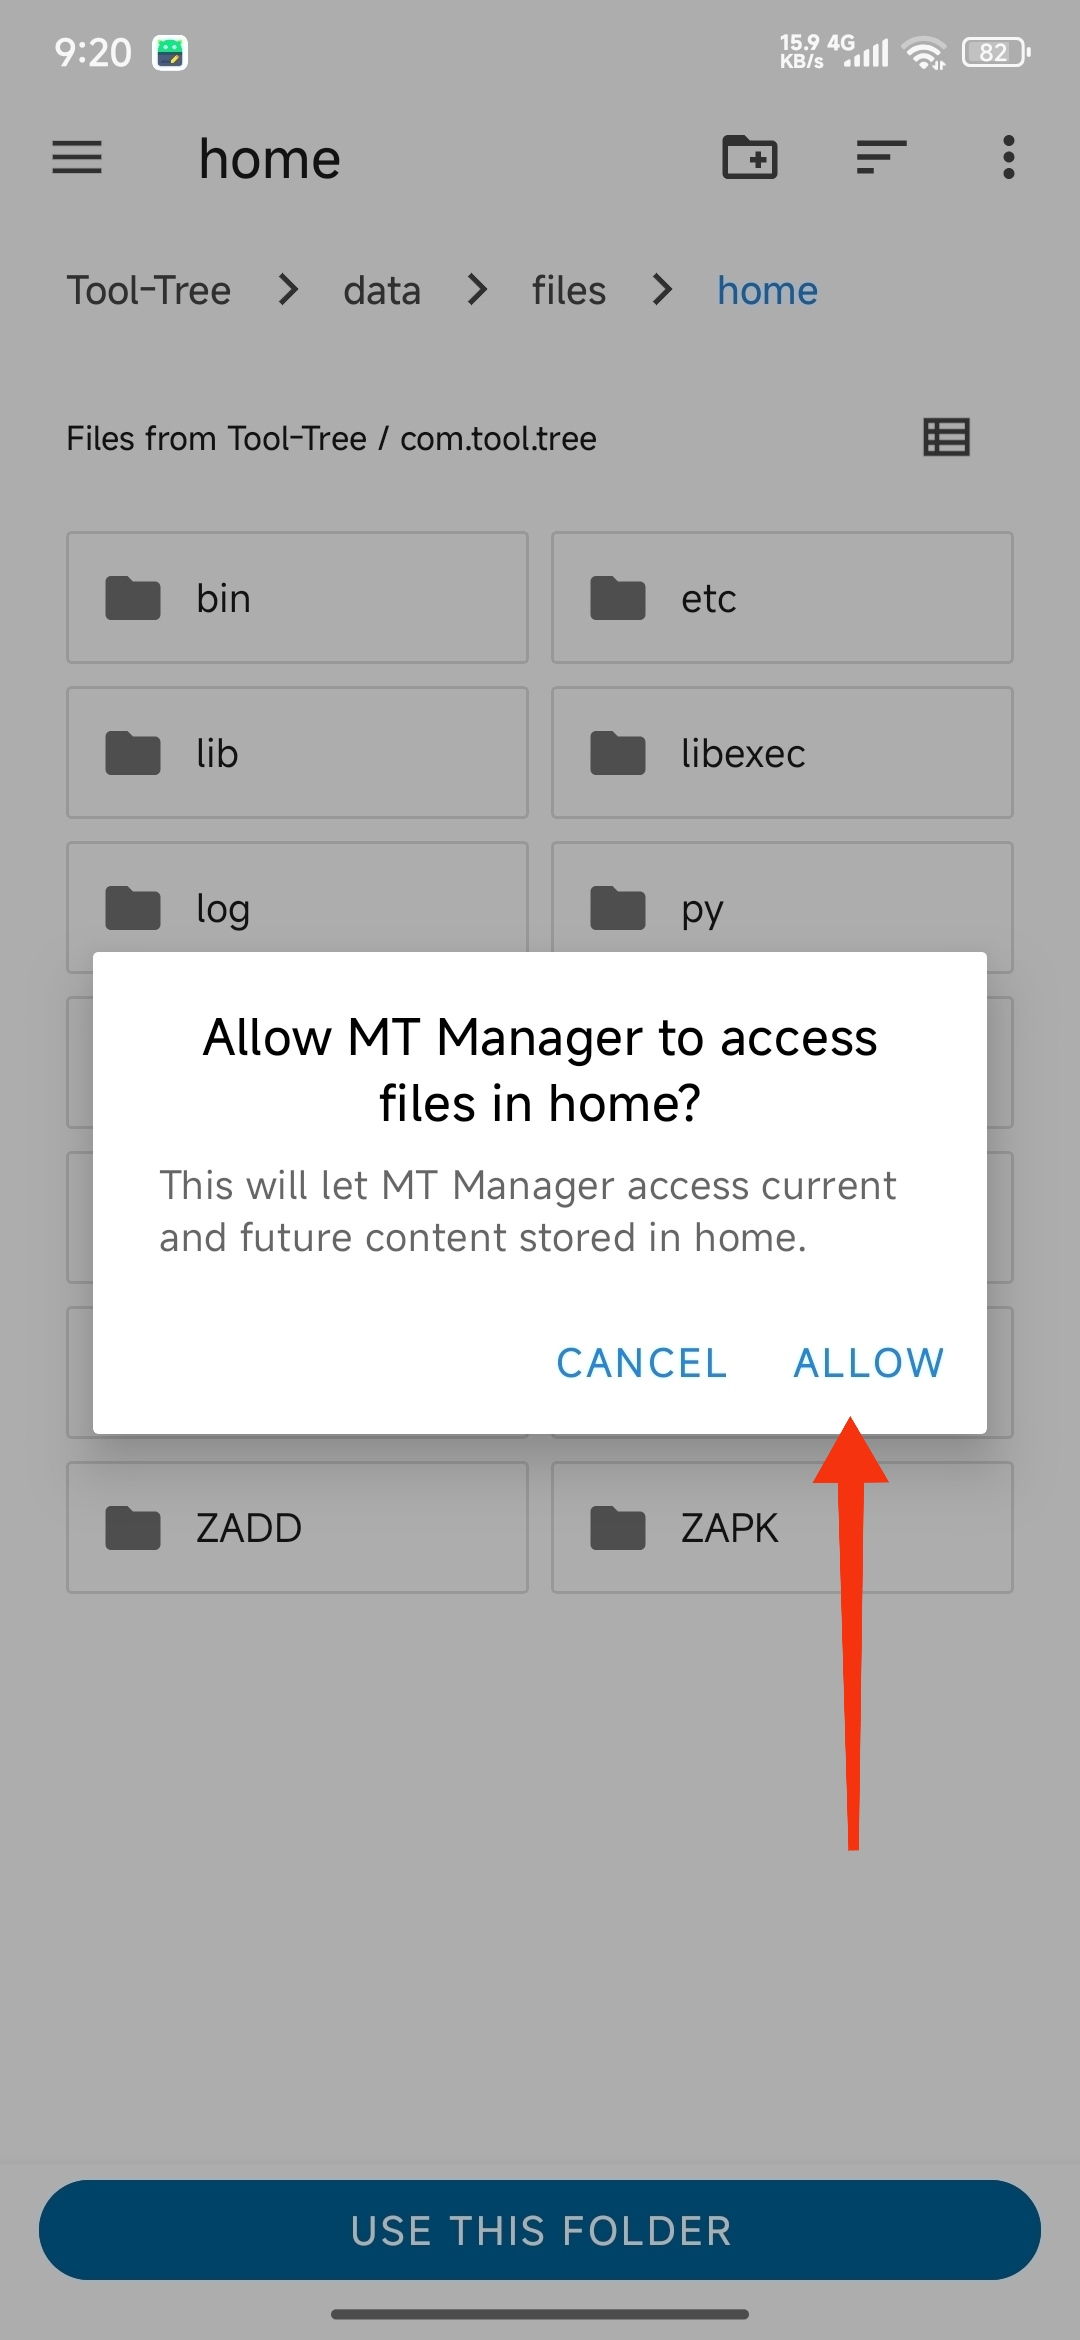 9:20
15.9 4G
KB/s
82
home
Tool-Tree > data > files > home
Files from Tool-Tree / com.tool.tree
bin
etc
lib
libexec
log
py
Allow MT Manager to access
files in home?
This will let MT Manager access current
and future content stored in home.
CANCEL
ALLOW
ZADD
ZAPK
USE THIS FOLDER